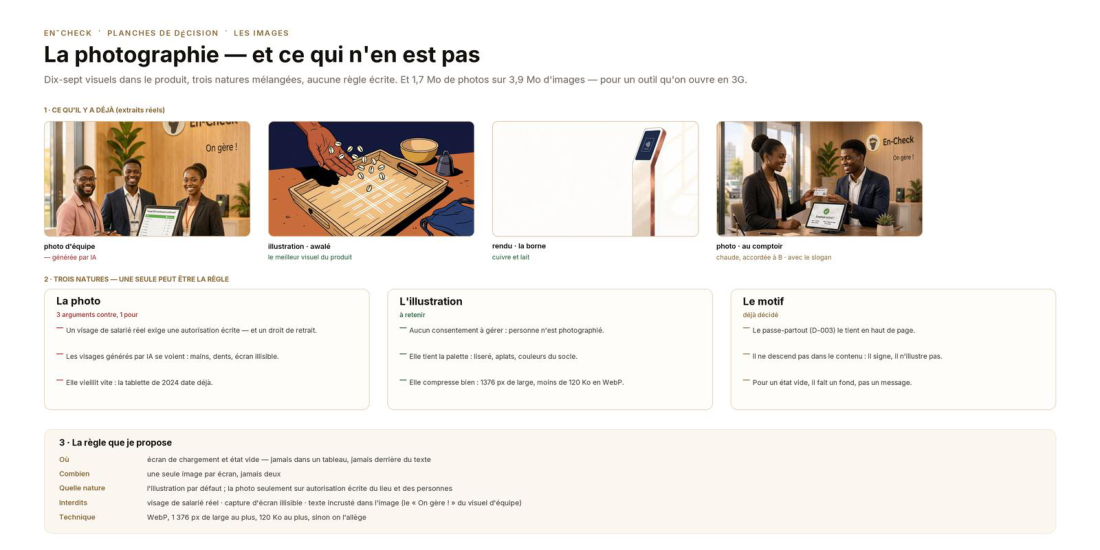 EN˜CHECK ˙ PLANCHES DE DéCISION ˙ LES IMAGES
La photographie — et ce qui n'en est pas
Dix-sept visuels dans le produit, trois natures mélangées, aucune règle écrite. Et 1,7 Mo de photos sur 3,9 Mo d'images — pour un outil qu'on ouvre en 3G.
1 · CE QU'IL Y A DÉJÀ (extraits réels)
En-Check
On gère !
En-Check
On gère !
photo d'équipe
— générée par IA
illustration · awalé
le meilleur visuel du produit
rendu · la borne
cuivre et lait
photo · au comptoir
chaude, accordée à B · avec le slogan
2 · TROIS NATURES — UNE SEULE PEUT ÊTRE LA RÈGLE
La photo
3 arguments contre, 1 pour
— Un visage de salarié réel exige une autorisation écrite — et un droit de retrait.
— Les visages générés par IA se voient : mains, dents, écran illisible.
— Elle vieillit vite : la tablette de 2024 date déjà.
L'illustration
à retenir
— Aucun consentement à gérer : personne n'est photographié.
— Elle tient la palette : liseré, aplats, couleurs du socle.
— Elle compresse bien : 1376 px de large, moins de 120 Ko en WebP.
Le motif
déjà décidé
— Le passe-partout (D-003) le tient en haut de page.
— Il ne descend pas dans le contenu : il signe, il n'illustre pas.
— Pour un état vide, il fait un fond, pas un message.
3 · La règle que je propose
Où écran de chargement et état vide — jamais dans un tableau, jamais derrière du texte
Combien une seule image par écran, jamais deux
Quelle nature l'illustration par défaut ; la photo seulement sur autorisation écrite du lieu et des personnes
Interdits visage de salarié réel · capture d'écran illisible · texte incrusté dans l'image (le « On gère ! » du visuel d'équipe)
Technique WebP, 1 376 px de large au plus, 120 Ko au plus, sinon on l'allège